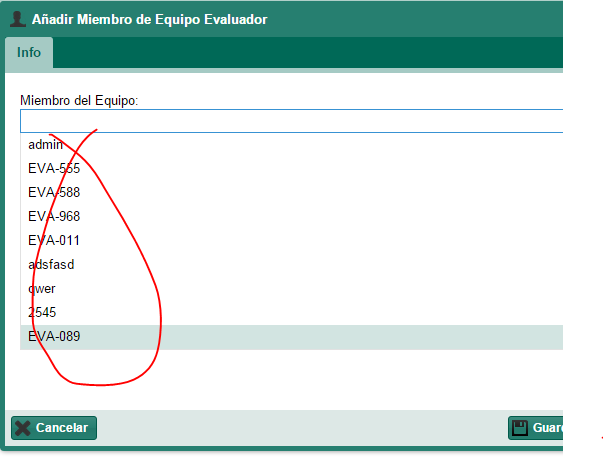 Añadir Miembro de Equipo Evaluador
Info
Miembro del Equipo:
admin
EVA-555
EVA-588
EVA-968
EVA-011
adsfasd
qwer
2545
EVA-089
Cancelar
Guar